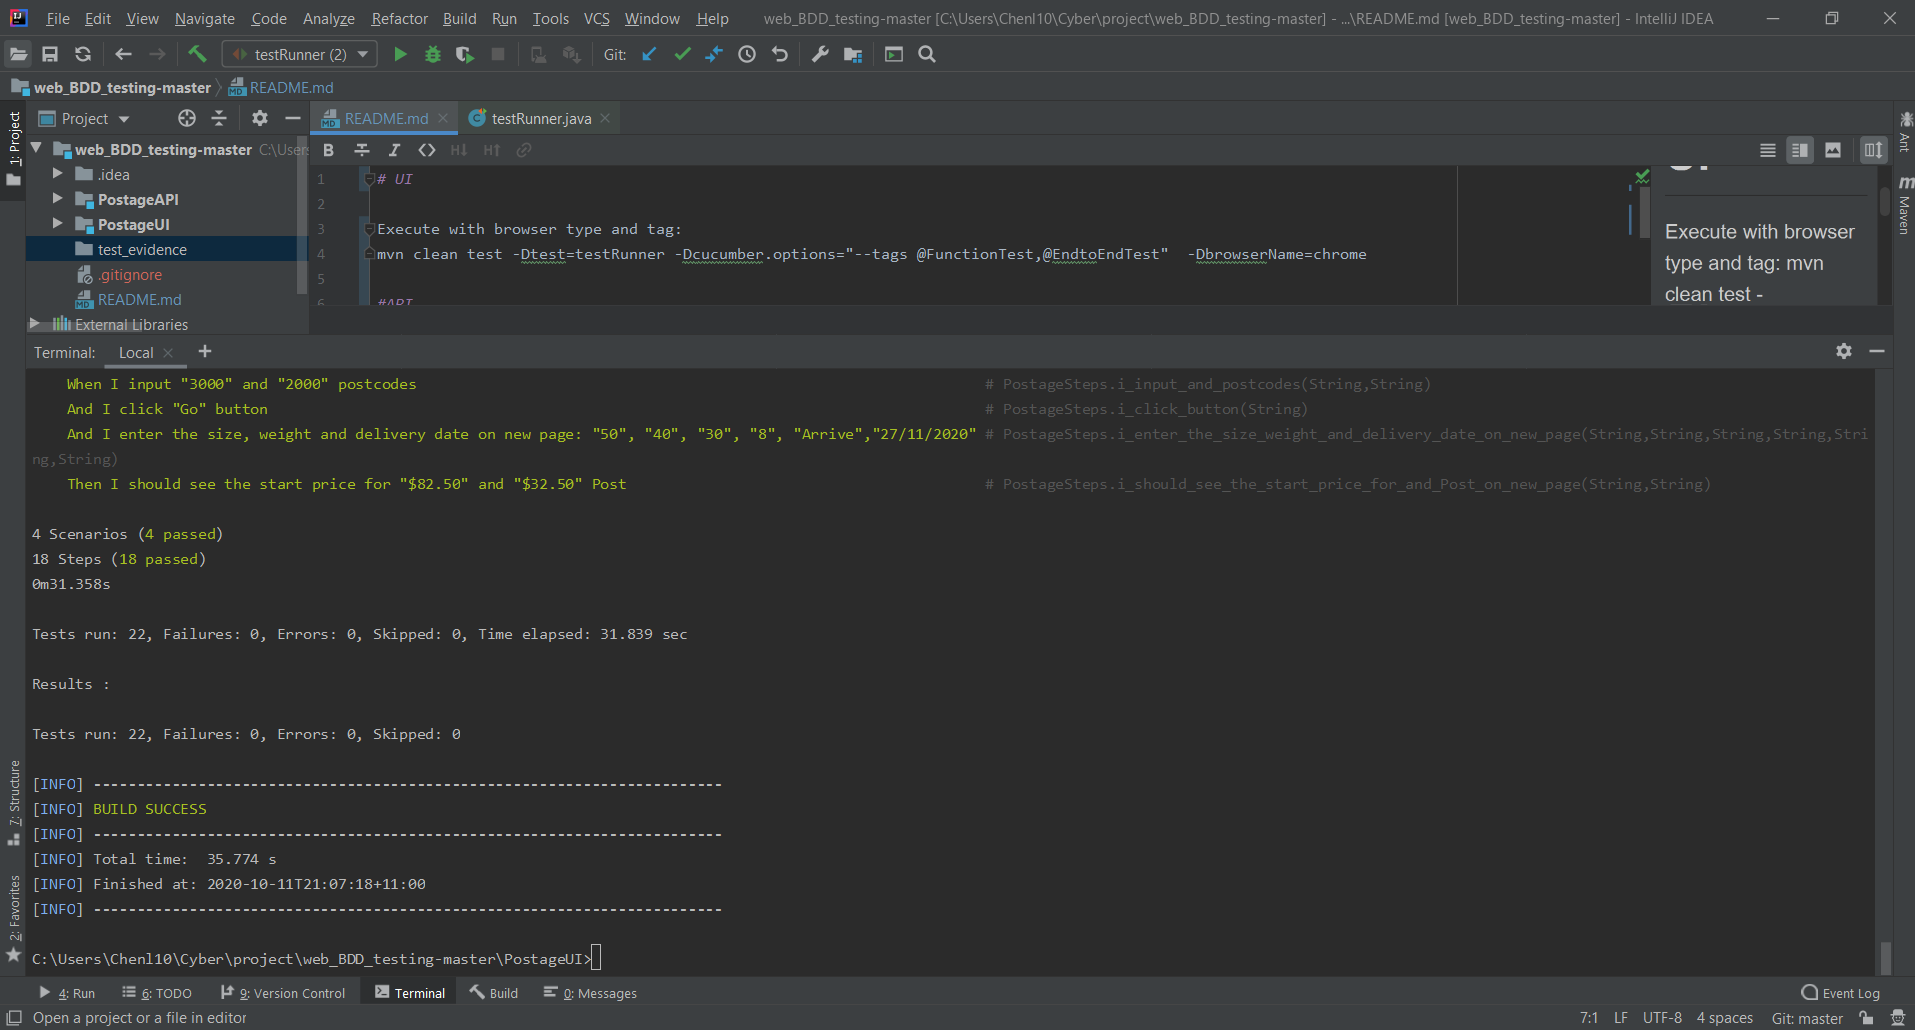 File Edit View Navigate Code Analyze Refactor Build Run Tools VCS Window Help web_BDD_testing-master [C:\Users\Chenl10\Cyber\project\web_BDD_testing-master] - ...\README.md [web_BDD_testing-master] - IntelliJ IDEA
testRunner (2) Git:
web_BDD_testing-master README.md
1: Project
Project
README.md testRunner.java
Ant
Maven
web_BDD_testing-master C:\Users
.idea
PostageAPI
PostageUI
test_evidence
.gitignore
README.md
External Libraries
B I <> H↓ H↑
1 # UI
2
3 Execute with browser type and tag:
4 mvn clean test -Dtest=testRunner -Dcucumber.options="--tags @FunctionTest,@EndtoEndTest"  -DbrowserName=chrome
5
6 #API
Execute with browser
type and tag: mvn
clean test -
Terminal: Local +
When I input "3000" and "2000" postcodes # PostageSteps.i_input_and_postcodes(String,String)
And I click "Go" button # PostageSteps.i_click_button(String)
And I enter the size, weight and delivery date on new page: "50", "40", "30", "8", "Arrive","27/11/2020" # PostageSteps.i_enter_the_size_weight_and_delivery_date_on_new_page(String,String,String,String,Stri
ng,String)
Then I should see the start price for "$82.50" and "$32.50" Post # PostageSteps.i_should_see_the_start_price_for_and_Post_on_new_page(String,String)
4 Scenarios (4 passed)
18 Steps (18 passed)
0m31.358s
Tests run: 22, Failures: 0, Errors: 0, Skipped: 0, Time elapsed: 31.839 sec
Results :
Tests run: 22, Failures: 0, Errors: 0, Skipped: 0
[INFO] ------------------------------------------------------------------------
[INFO] BUILD SUCCESS
[INFO] ------------------------------------------------------------------------
[INFO] Total time:  35.774 s
[INFO] Finished at: 2020-10-11T21:07:18+11:00
[INFO] ------------------------------------------------------------------------
C:\Users\Chenl10\Cyber\project\web_BDD_testing-master\PostageUI>
7: Structure
2: Favorites
4: Run 6: TODO 9: Version Control Terminal Build 0: Messages Event Log
Open a project or a file in editor 7:1 LF UTF-8 4 spaces Git: master